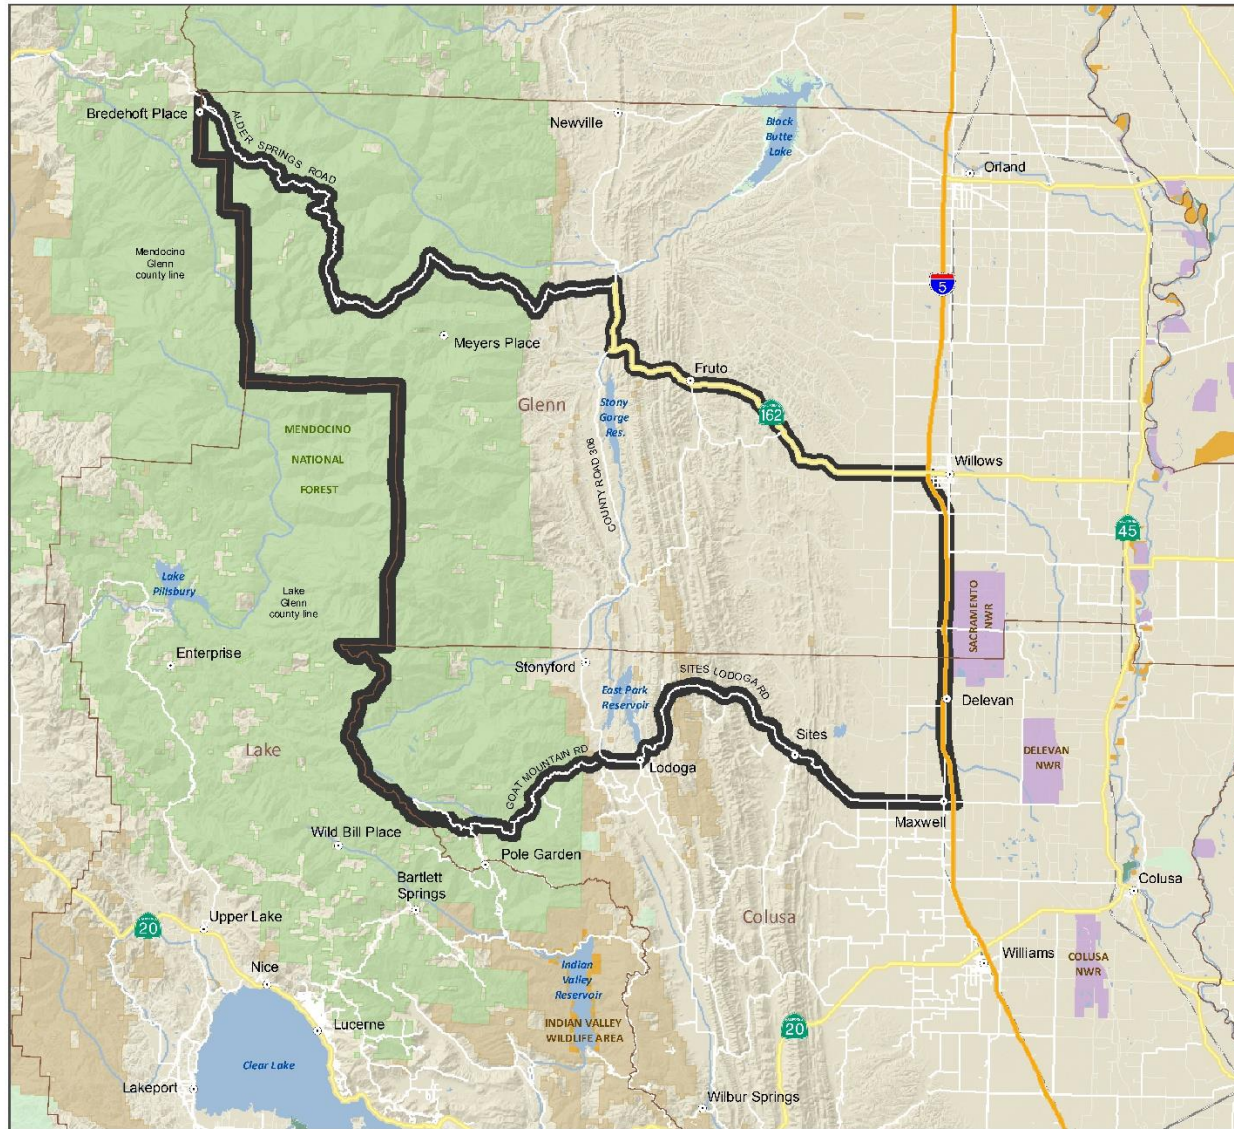 Bredehoft Place
ALDER SPRINGS ROAD
Newville
Black
Butte
Lake
Orland
Mendocino
Glenn
county line
5
Meyers Place
Fruto
Glenn
Stony
Gorge
Res.
162
MENDOCINO
NATIONAL
FOREST
COUNTY ROAD 306
Willows
45
Lake
Pillsbury
Lake
Glenn
county line
SACRAMENTO
NWR
Enterprise
Stonyford
SITES LODOGA RD
East Park
Reservoir
Delevan
Lake
GOAT MOUNTAIN RD
Lodoga
Sites
DELEVAN
NWR
Maxwell
Wild Bill Place
Pole Garden
Bartlett
Springs
Colusa
Colusa
20
Upper Lake
Nice
Williams
COLUSA
NWR
Indian
Valley
Reservoir
Lucerne
INDIAN VALLEY
WILDLIFE AREA
CALIFORNIA
20
Clear Lake
Lakeport
Wilbur Springs